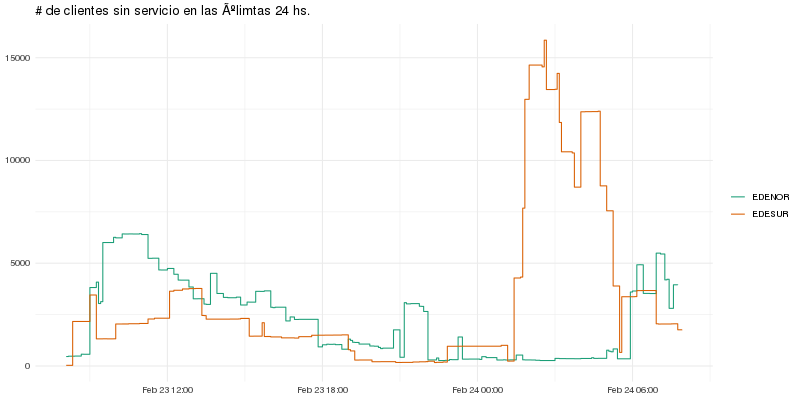 # de clientes sin servicio en las Ãºlimtas 24 hs.
15000
10000
5000
0
Feb 23 12:00
Feb 23 18:00
Feb 24 00:00
Feb 24 06:00
EDENOR
EDESUR